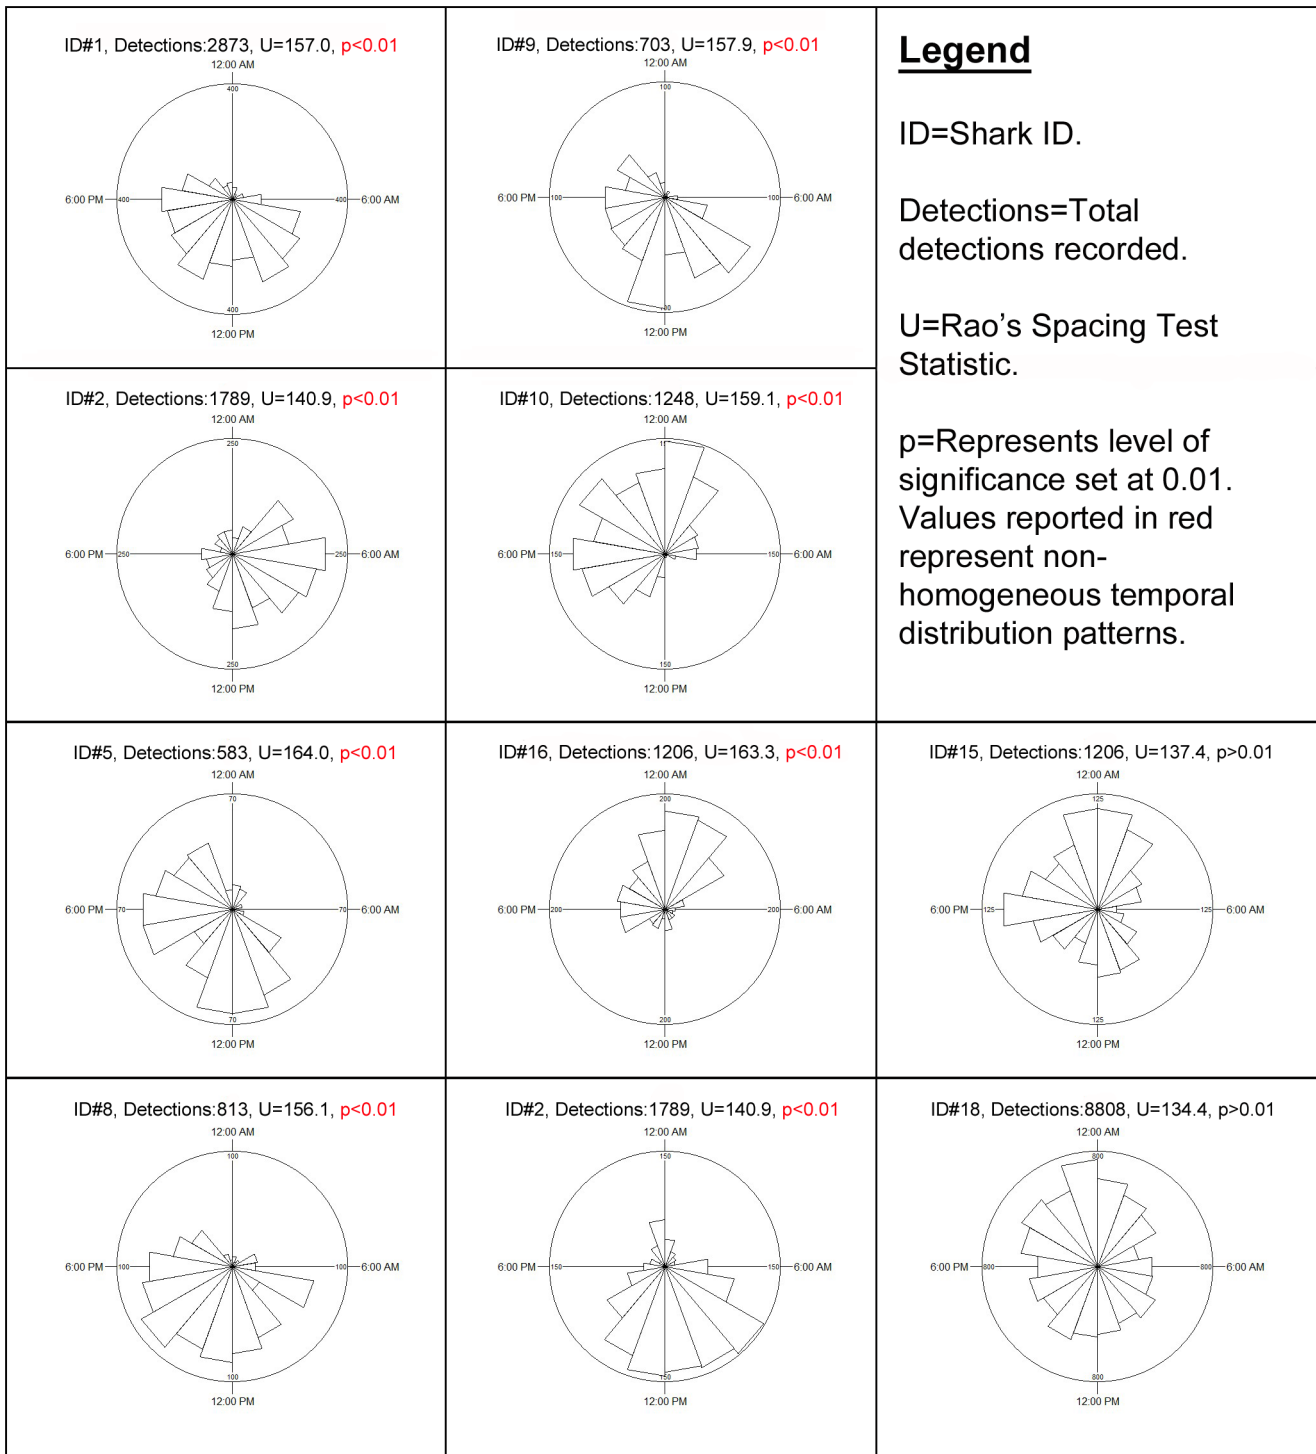 ID#1, Detections:2873, U=157.0, p<0.01
12:00 AM
400
6:00 PM
400
400
6:00 AM
400
12:00 PM
ID#9, Detections:703, U=157.9, p<0.01
12:00 AM
100
6:00 PM
100
100
6:00 AM
12:00 PM
Legend
ID=Shark ID.
Detections=Total
detections recorded.
U=Rao’s Spacing Test
Statistic.
p=Represents level of
significance set at 0.01.
Values reported in red
represent non-
homogeneous temporal
distribution patterns.
ID#2, Detections:1789, U=140.9, p<0.01
12:00 AM
250
6:00 PM
250
250
6:00 AM
250
12:00 PM
ID#10, Detections:1248, U=159.1, p<0.01
12:00 AM
6:00 PM
150
150
6:00 AM
150
12:00 PM
ID#5, Detections:583, U=164.0, p<0.01
12:00 AM
70
6:00 PM
70
70
6:00 AM
70
12:00 PM
ID#16, Detections:1206, U=163.3, p<0.01
12:00 AM
200
6:00 PM
200
200
6:00 AM
200
12:00 PM
ID#15, Detections:1206, U=137.4, p>0.01
12:00 AM
125
6:00 PM
125
125
6:00 AM
125
12:00 PM
ID#8, Detections:813, U=156.1, p<0.01
12:00 AM
100
6:00 PM
100
100
6:00 AM
100
12:00 PM
ID#2, Detections:1789, U=140.9, p<0.01
12:00 AM
150
6:00 PM
150
150
6:00 AM
150
12:00 PM
ID#18, Detections:8808, U=134.4, p>0.01
12:00 AM
800
6:00 PM
800
800
6:00 AM
800
12:00 PM